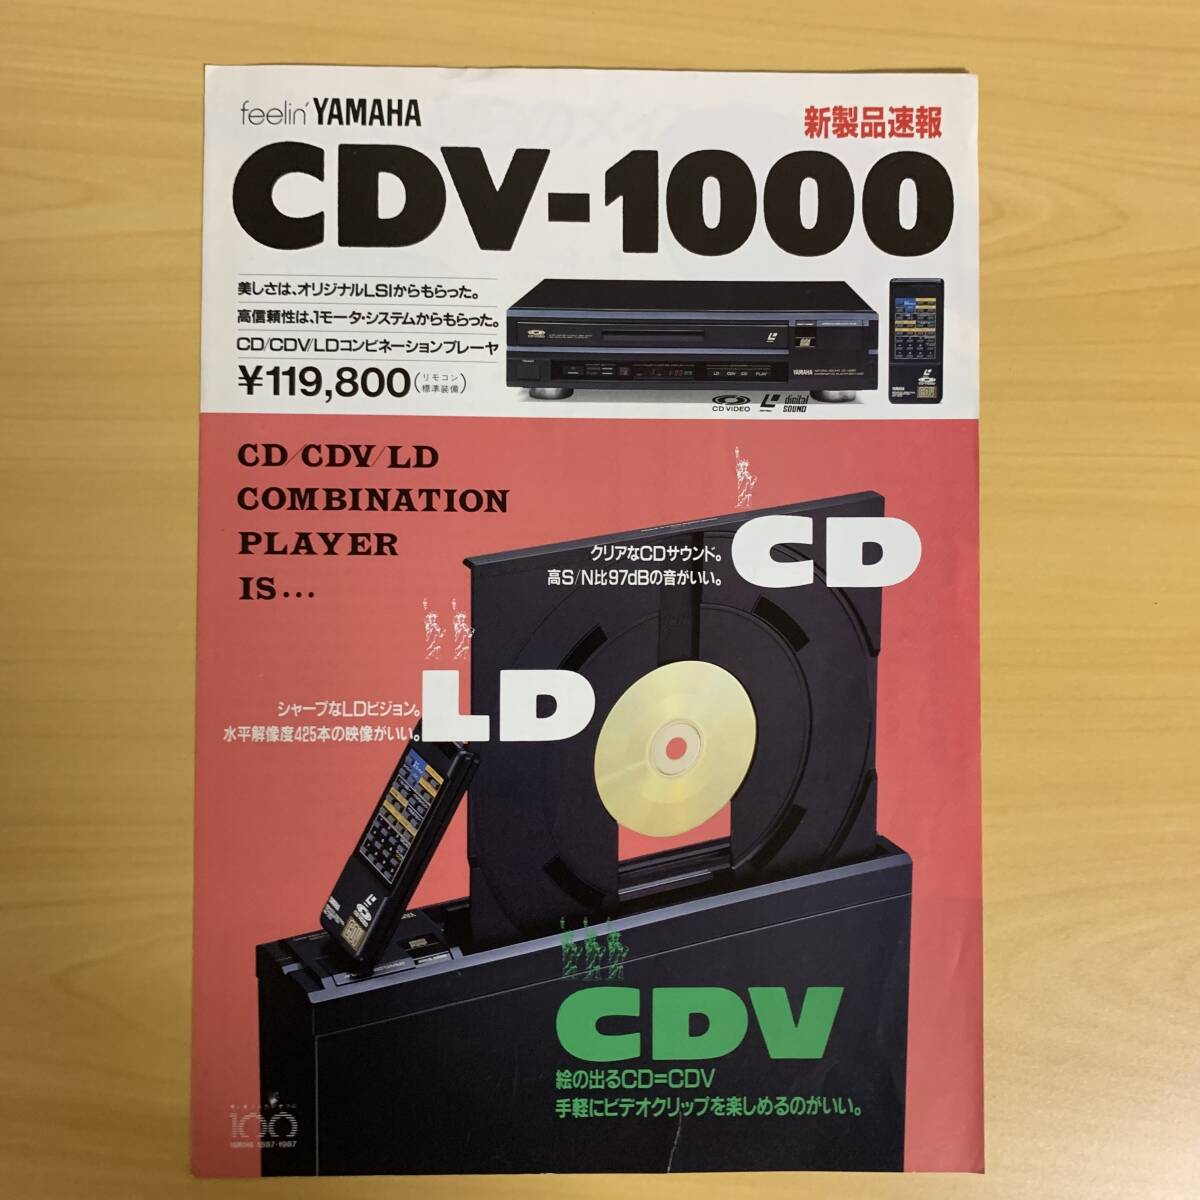 feelin' YAMAHA
新製品速報
CDV-1000
美しさは、オリジナルLSIからもらった。
高信頼性は、1モータ・システムからもらった。
CD/CDV/LDコンビネーションプレーヤ
¥119,800(リモコン標準装備)
YAMAHA
LD CDV CD PLAY
YAMAHA
CD VIDEO
digital SOUND
CD/CDV/LD
COMBINATION
PLAYER
IS...
CD
クリアなCDサウンド。
高S/N比97dBの音がいい。
LD
シャープなLDビジョン。
水平解像度425本の映像がいい。
CDV
絵の出るCD=CDV
手軽にビデオクリップを楽しめるのがいい。
100
YAMAHA 1887-1987